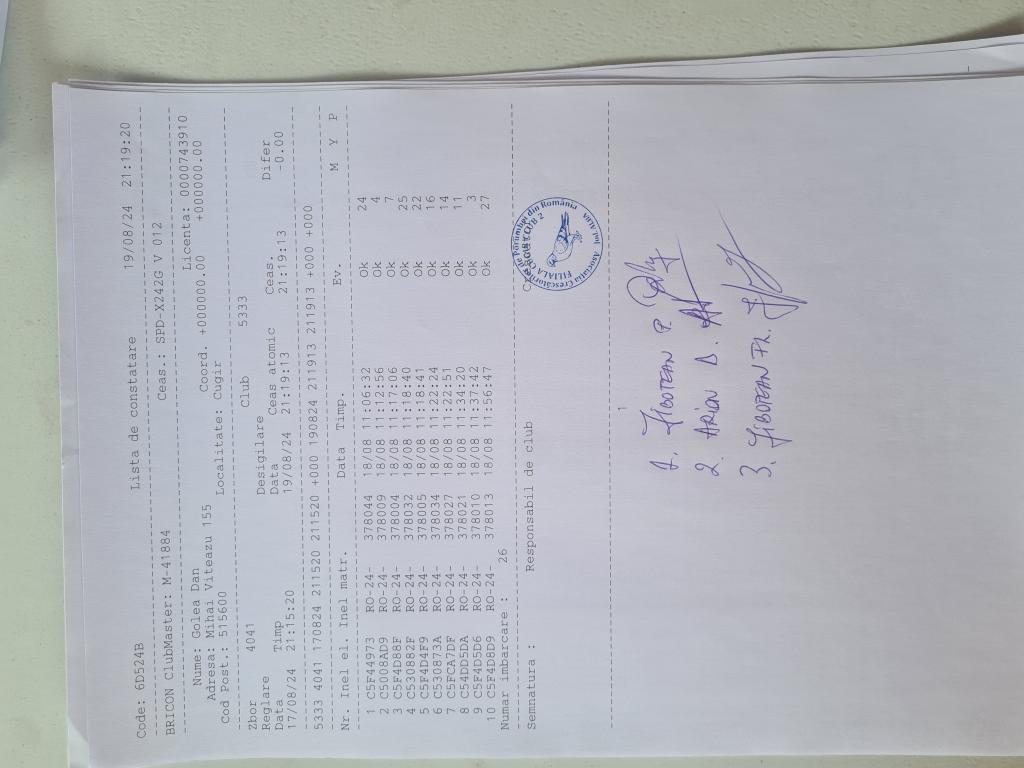 Code: 6D524B Lista de constatare 19/08/24 21:19:20
BRICON ClubMaster: M-41884 Ceas.: SPD-X242G V 012
Nume: Golea Dan Licenta: 0000743910
Adresa: Mihai Viteazu 155 Coord. +000000.00 +000000.00
Cod Post.: 515600 Localitate: Cugir
Zbor 4041 Club 5333
Reglare Desigilare
Data Timp Data Ceas atomic Ceas. Difer
17/08/24 21:15:20 19/08/24 21:19:13 21:19:13 -0.00
5333 4041 170824 211520 211520 +000 190824 211913 211913 +000 +000
Nr. Inel el. Inel matr. Data Timp. Ev. M Y P
1 C5F44973 RO-24- 378044 18/08 11:06:32 Ok 24
2 C5008AD9 RO-24- 378009 18/08 11:12:56 Ok 4
3 C5F4D88F RO-24- 378004 18/08 11:17:06 Ok 7
4 C530882F RO-24- 378032 18/08 11:18:40 Ok 25
5 C5F4D4F9 RO-24- 378005 18/08 11:18:41 Ok 22
6 C530873A RO-24- 378034 18/08 11:22:24 Ok 16
7 C5FCA7DF RO-24- 378027 18/08 11:22:51 Ok 14
8 C54DD5DA RO-24- 378021 18/08 11:34:20 Ok 11
9 C5F4D5D6 RO-24- 378010 18/08 11:37:42 Ok 3
10 C5F4D8D9 RO-24- 378013 18/08 11:56:47 Ok 27
Numar imbarcare : 26
Semnatura : Responsabil de club
Asociația Crescătorilor de Porumbei din România
FILIALA CLUB 2
Jud. ALBA
1
1. JIBOTEAN P.
2. ARION D.
3. JIBOTEAN FL.